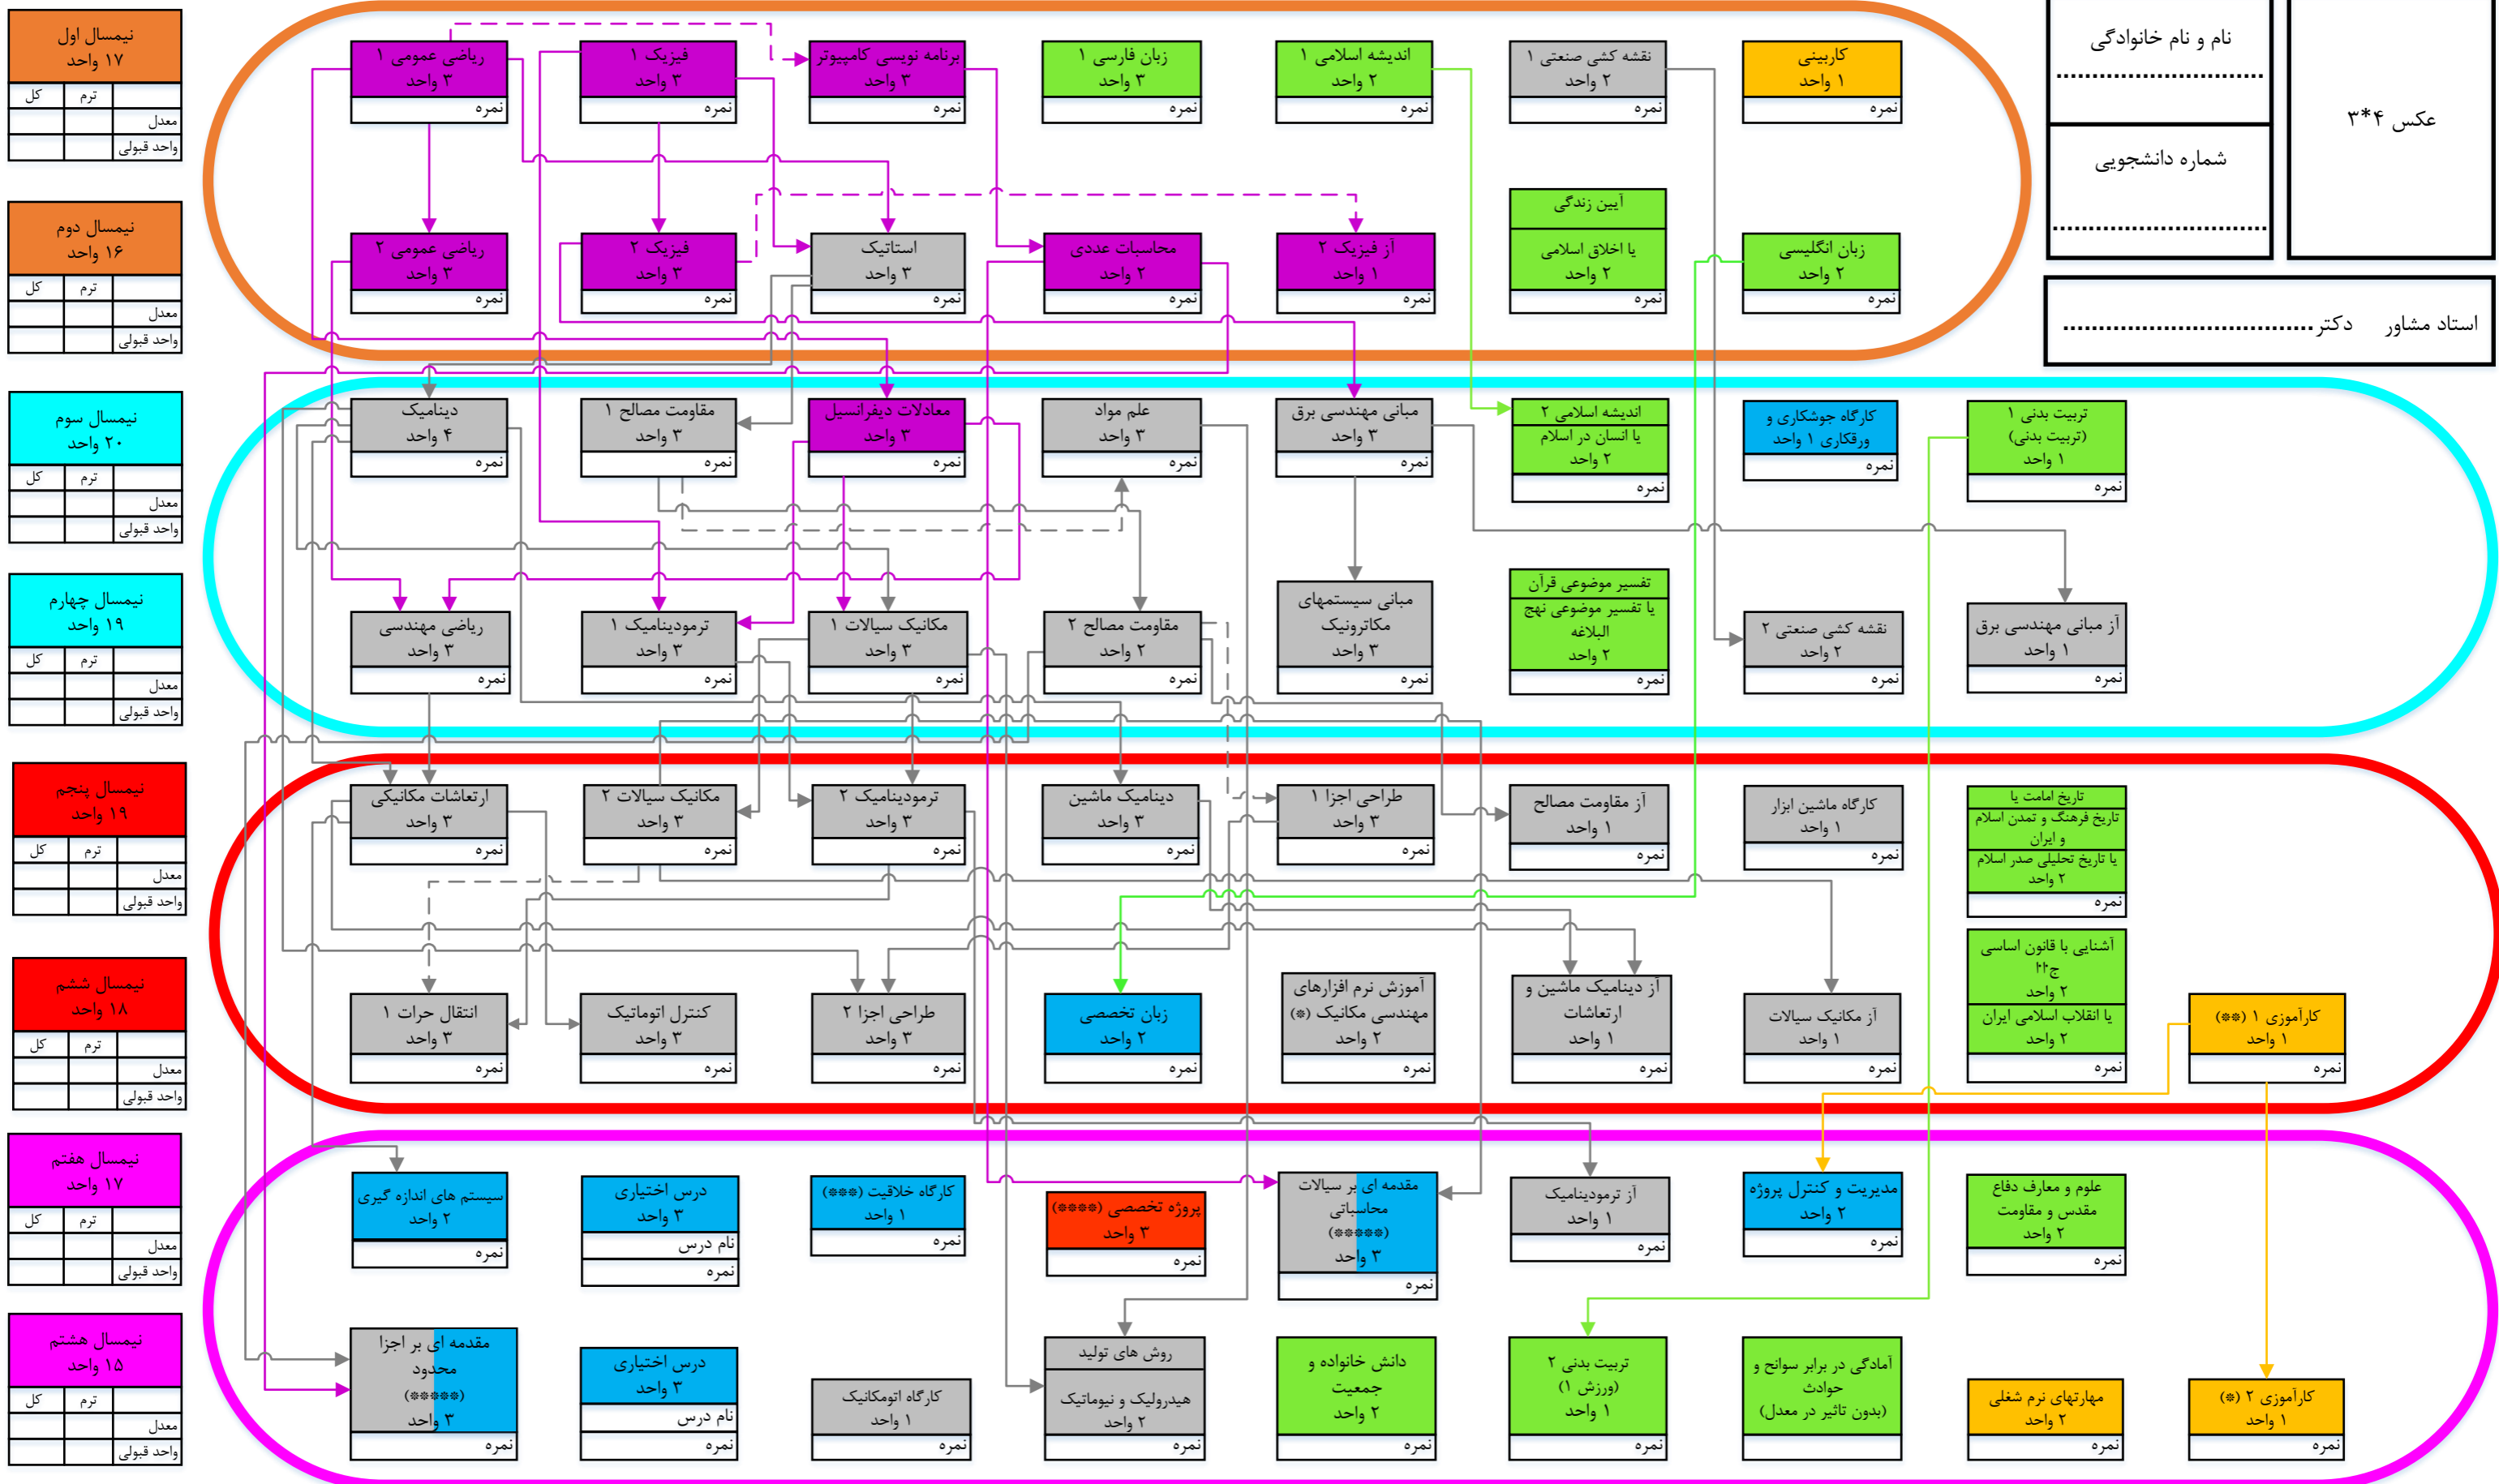 نام و نام خانوادگی
..............................
شماره دانشجویی
..............................
عکس ۴*۳
استاد مشاور دکتر...................................
نیمسال اول
۱۷ واحد
ترم کل
معدل
واحد قبولی
ریاضی عمومی ۱
۳ واحد
نمره
فیزیک ۱
۳ واحد
نمره
برنامه نویسی کامپیوتر
۳ واحد
نمره
زبان فارسی ۱
۳ واحد
نمره
اندیشه اسلامی ۱
۲ واحد
نمره
نقشه کشی صنعتی ۱
۲ واحد
نمره
کاربینی
۱ واحد
نمره
نیمسال دوم
۱۶ واحد
ترم کل
معدل
واحد قبولی
ریاضی عمومی ۲
۳ واحد
نمره
فیزیک ۲
۳ واحد
نمره
استاتیک
۳ واحد
نمره
محاسبات عددی
۲ واحد
نمره
آز فیزیک ۲
۱ واحد
نمره
آیین زندگی
یا اخلاق اسلامی
۲ واحد
نمره
زبان انگلیسی
۲ واحد
نمره
نیمسال سوم
۲۰ واحد
ترم کل
معدل
واحد قبولی
دینامیک
۴ واحد
نمره
مقاومت مصالح ۱
۳ واحد
نمره
معادلات دیفرانسیل
۳ واحد
نمره
علم مواد
۳ واحد
نمره
مبانی مهندسی برق
۳ واحد
نمره
اندیشه اسلامی ۲
یا انسان در اسلام
۲ واحد
نمره
کارگاه جوشکاری و
ورقکاری ۱ واحد
نمره
تربیت بدنی ۱
(تربیت بدنی)
۱ واحد
نمره
نیمسال چهارم
۱۹ واحد
ترم کل
معدل
واحد قبولی
ریاضی مهندسی
۳ واحد
نمره
ترمودینامیک ۱
۳ واحد
نمره
مکانیک سیالات ۱
۳ واحد
نمره
مقاومت مصالح ۲
۲ واحد
نمره
مبانی سیستمهای
مکاترونیک
۳ واحد
نمره
تفسیر موضوعی قرآن
یا تفسیر موضوعی نهج
البلاغه
۲ واحد
نمره
نقشه کشی صنعتی ۲
۲ واحد
نمره
آز مبانی مهندسی برق
۱ واحد
نمره
نیمسال پنجم
۱۹ واحد
ترم کل
معدل
واحد قبولی
ارتعاشات مکانیکی
۳ واحد
نمره
مکانیک سیالات ۲
۳ واحد
نمره
ترمودینامیک ۲
۳ واحد
نمره
دینامیک ماشین
۳ واحد
نمره
طراحی اجزا ۱
۳ واحد
نمره
آز مقاومت مصالح
۱ واحد
نمره
کارگاه ماشین ابزار
۱ واحد
نمره
تاریخ امامت یا
تاریخ فرهنگ و تمدن اسلام
و ایران
یا تاریخ تحلیلی صدر اسلام
۲ واحد
نمره
نیمسال ششم
۱۸ واحد
ترم کل
معدل
واحد قبولی
انتقال حرات ۱
۳ واحد
نمره
کنترل اتوماتیک
۳ واحد
نمره
طراحی اجزا ۲
۳ واحد
نمره
زبان تخصصی
۲ واحد
نمره
آموزش نرم افزارهای
مهندسی مکانیک (*)
۲ واحد
نمره
آز دینامیک ماشین و
ارتعاشات
۱ واحد
نمره
آز مکانیک سیالات
۱ واحد
نمره
آشنایی با قانون اساسی
ج۱۱
۲ واحد
یا انقلاب اسلامی ایران
۲ واحد
نمره
کارآموزی ۱ (**)
۱ واحد
نمره
نیمسال هفتم
۱۷ واحد
ترم کل
معدل
واحد قبولی
سیستم های اندازه گیری
۲ واحد
نمره
درس اختیاری
۳ واحد
نام درس
نمره
کارگاه خلاقیت (***)
۱ واحد
نمره
پروژه تخصصی (****)
۳ واحد
نمره
مقدمه ای بر سیالات
محاسباتی
(*****)
۳ واحد
نمره
آز ترمودینامیک
۱ واحد
نمره
مدیریت و کنترل پروژه
۲ واحد
نمره
علوم و معارف دفاع
مقدس و مقاومت
۲ واحد
نمره
نیمسال هشتم
۱۵ واحد
ترم کل
معدل
واحد قبولی
مقدمه ای بر اجزا
محدود
(*****)
۳ واحد
نمره
درس اختیاری
۳ واحد
نام درس
نمره
کارگاه اتومکانیک
۱ واحد
نمره
روش های تولید
هیدرولیک و نیوماتیک
۲ واحد
نمره
دانش خانواده و
جمعیت
۲ واحد
نمره
تربیت بدنی ۲
(ورزش ۱)
۱ واحد
نمره
آمادگی در برابر سوانح و
حوادث
(بدون تاثیر در معدل)
مهارتهای نرم شغلی
۲ واحد
نمره
کارآموزی ۲ (*)
۱ واحد
نمره